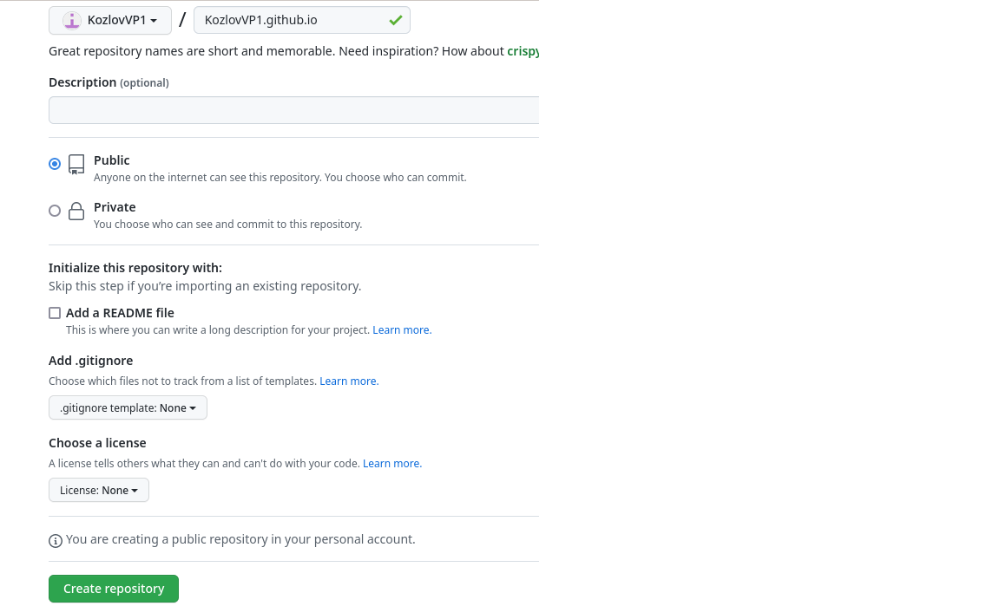 KozlovVP1 / KozlovVP1.github.io
Great repository names are short and memorable. Need inspiration? How about crispy
Description (optional)
Public
Anyone on the internet can see this repository. You choose who can commit.
Private
You choose who can see and commit to this repository.
Initialize this repository with:
Skip this step if you’re importing an existing repository.
Add a README file
This is where you can write a long description for your project. Learn more.
Add .gitignore
Choose which files not to track from a list of templates. Learn more.
.gitignore template: None
Choose a license
A license tells others what they can and can't do with your code. Learn more.
License: None
You are creating a public repository in your personal account.
Create repository